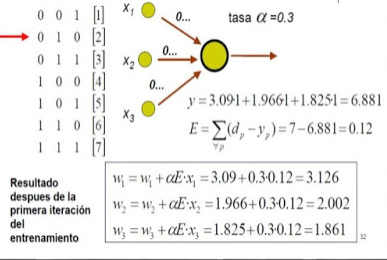 0 0 1 [1]
0 1 0 [2]
0 1 1 [3]
1 0 0 [4]
1 0 1 [5]
1 1 0 [6]
1 1 1 [7]
x₁
0...
tasa α =0.3
x₂
0...
0...
x₃
y = 3.09·1+1.966·1+1.825·1 = 6.881
E = ∑(dₚ − yₚ) = 7−6.881 = 0.12
∀p
Resultado
despues de la
primera iteración
del
entrenamiento
w₁ = w₁ + αE·x₁ = 3.09+0.3·0.12 = 3.126
w₂ = w₂ + αE·x₂ = 1.966+0.3·0.12 = 2.002
w₃ = w₃ + αE·x₃ = 1.825+0.3·0.12 = 1.861
32